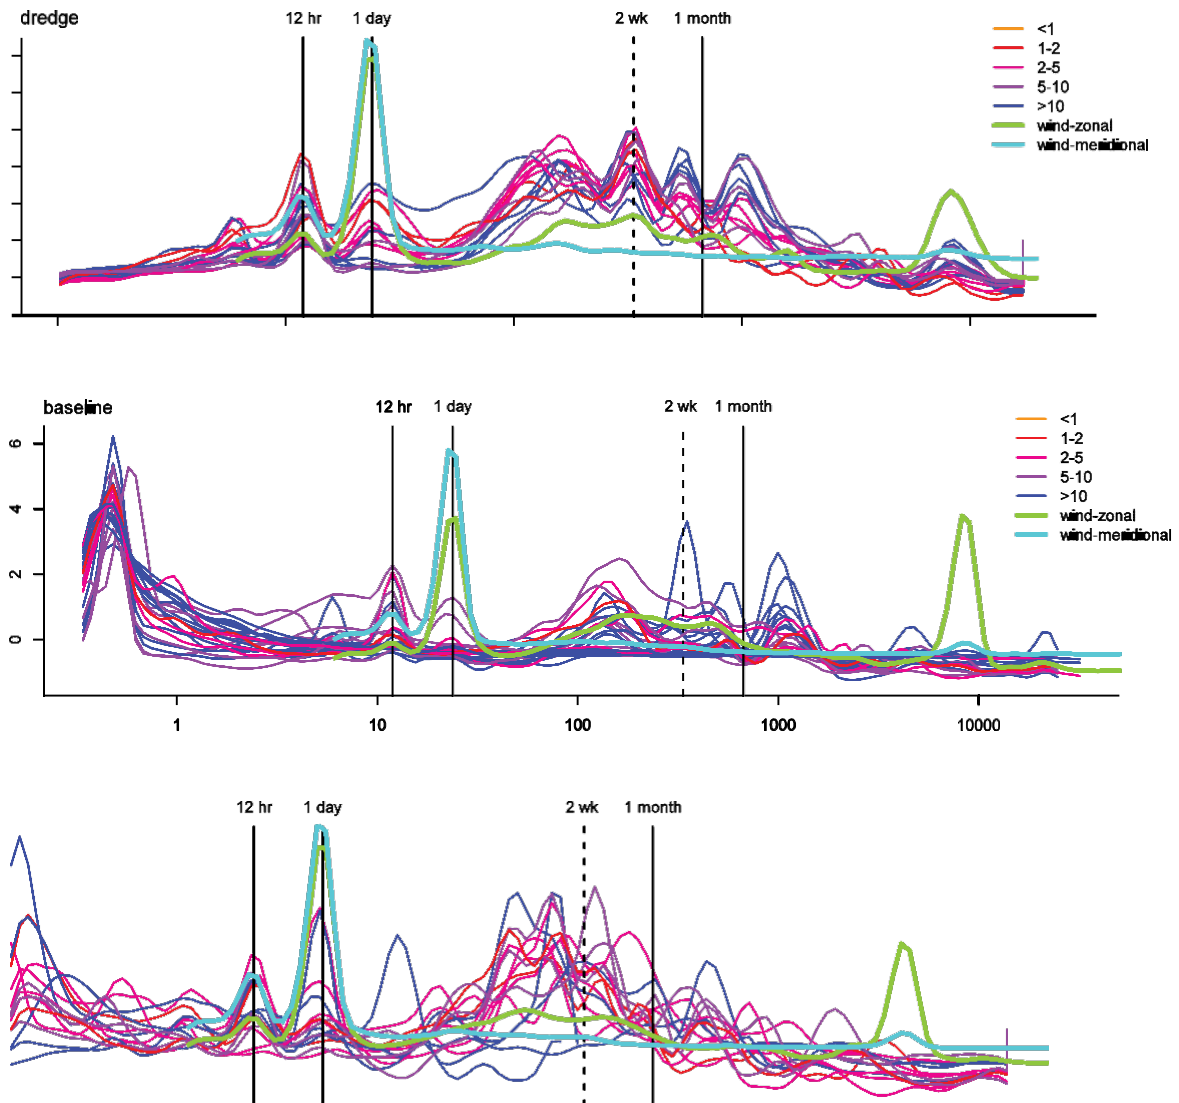 dredge
12 hr 1 day 2 wk 1 month
<1
1-2
2-5
5-10
>10
wind-zonal
wind-meridional
baseline
12 hr 1 day 2 wk 1 month
<1
1-2
2-5
5-10
>10
wind-zonal
wind-meridional
6
4
2
0
1 10 100 1000 10000
12 hr 1 day 2 wk 1 month